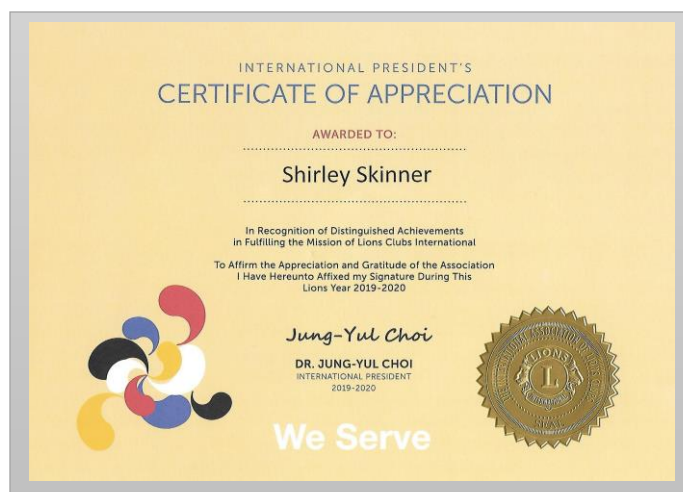 INTERNATIONAL PRESIDENT'S
CERTIFICATE OF APPRECIATION
AWARDED TO:
Shirley Skinner
In Recognition of Distinguished Achievements
in Fulfilling the Mission of Lions Clubs International
To Affirm the Appreciation and Gratitude of the Association
I Have Hereunto Affixed my Signature During This
Lions Year 2019-2020
Jung-Yul Choi
DR. JUNG-YUL CHOI
INTERNATIONAL PRESIDENT
2019-2020
We Serve
LIONS
L
INTERNATIONAL
SEAL